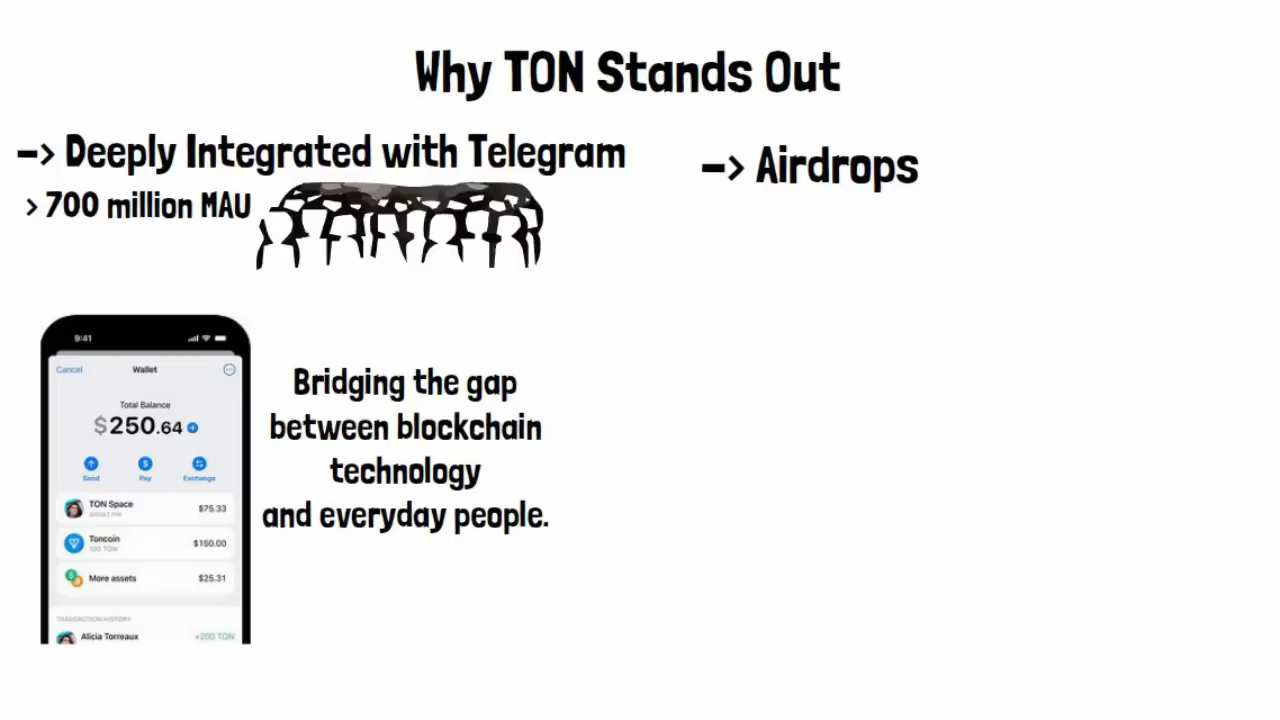 Why TON Stands Out
–> Deeply Integrated with Telegram
> 700 million MAU
–> Airdrops
9:41
Cancel Wallet
Total Balance
$250.64
Send Pay Exchange
TON Space $75.33
Toncoin $150.00
100 TON
More assets $25.31
TRANSACTION HISTORY
Alicia Torreaux +200 TON
Bridging the gap
between blockchain
technology
and everyday people.